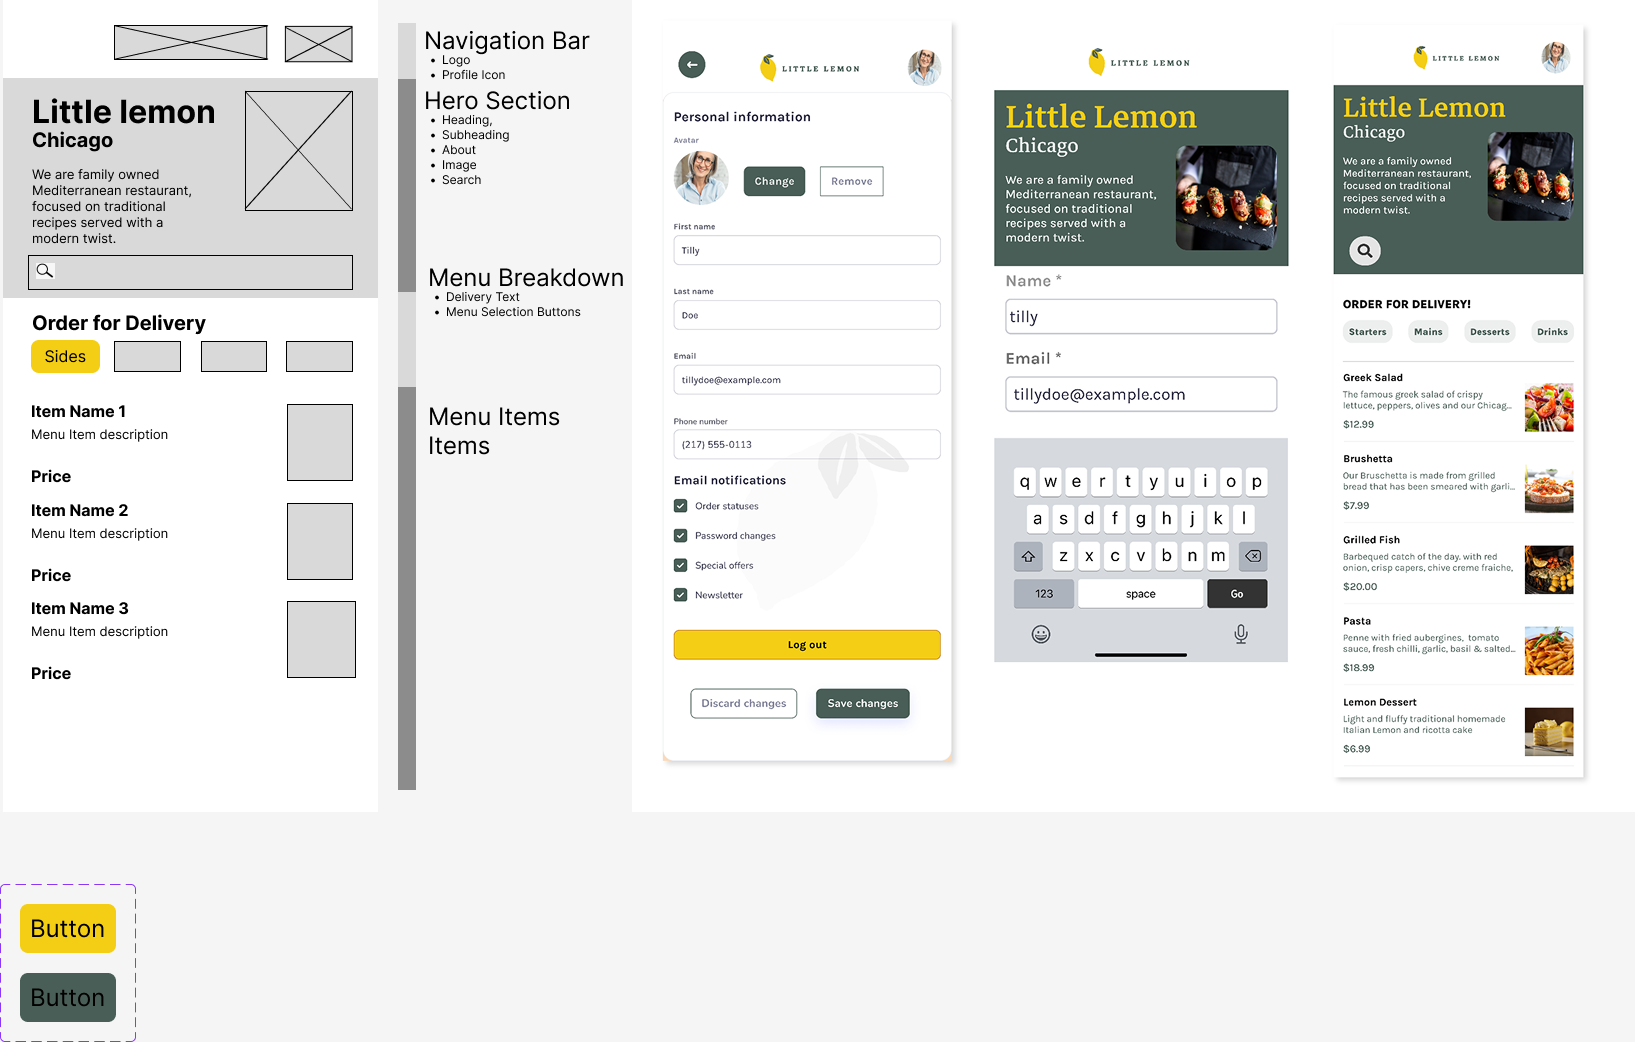 Little lemon
Chicago
We are family owned
Mediterranean restaurant,
focused on traditional
recipes served with a
modern twist.
Order for Delivery
Sides
Item Name 1
Menu Item description
Price
Item Name 2
Menu Item description
Price
Item Name 3
Menu Item description
Price
Navigation Bar
• Logo
• Profile Icon
Hero Section
• Heading,
• Subheading
• About
• Image
• Search
Menu Breakdown
• Delivery Text
• Menu Selection Buttons
Menu Items
Items
LITTLE LEMON
Personal information
Avatar
Change
Remove
First name
Tilly
Last name
Doe
Email
tillydoe@example.com
Phone number
(217) 555-0113
Email notifications
Order statuses
Password changes
Special offers
Newsletter
Log out
Discard changes
Save changes
LITTLE LEMON
Little Lemon
Chicago
We are a family owned
Mediterranean restaurant,
focused on traditional
recipes served with a
modern twist.
Name *
tilly
Email *
tillydoe@example.com
q w e r t y u i o p
a s d f g h j k l
z x c v b n m
123
space
Go
LITTLE LEMON
Little Lemon
Chicago
We are a family owned
Mediterranean restaurant,
focused on traditional
recipes served with a
modern twist.
ORDER FOR DELIVERY!
Starters
Mains
Desserts
Drinks
Greek Salad
The famous greek salad of crispy
lettuce, peppers, olives and our Chicag...
$12.99
Brushetta
Our Bruschetta is made from grilled
bread that has been smeared with garli...
$7.99
Grilled Fish
Barbequed catch of the day, with red
onion, crisp capers, chive creme fraiche,
$20.00
Pasta
Penne with fried aubergines, tomato
sauce, fresh chilli, garlic, basil & salted...
$18.99
Lemon Dessert
Light and fluffy traditional homemade
Italian Lemon and ricotta cake
$6.99
Button
Button